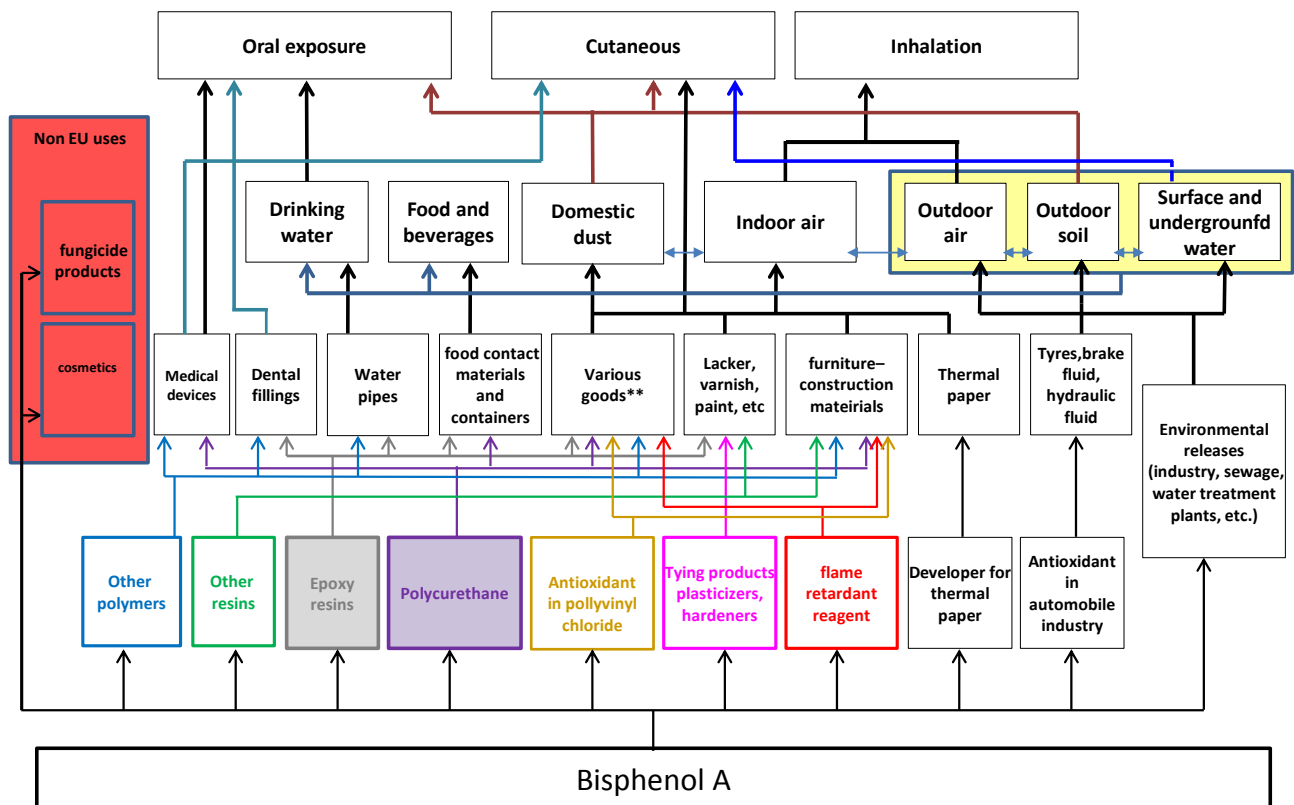 Oral exposure
Cutaneous
Inhalation
Non EU uses
fungicide
products
cosmetics
Drinking
water
Food and
beverages
Domestic
dust
Indoor air
Outdoor
air
Outdoor
soil
Surface and
undergrounfd
water
Medical
devices
Dental
fillings
Water
pipes
food contact
materials
and
containers
Various
goods**
Lacker,
varnish,
paint, etc
furniture–
construction
mateirials
Thermal
paper
Tyres,brake
fluid,
hydraulic
fluid
Environmental
releases
(industry, sewage,
water treatment
plants, etc.)
Other
polymers
Other
resins
Epoxy
resins
Polycurethane
Antioxidant
in pollyvinyl
chloride
Tying products
plasticizers,
hardeners
flame
retardant
reagent
Developer for
thermal
paper
Antioxidant
in
automobile
industry
Bisphenol A